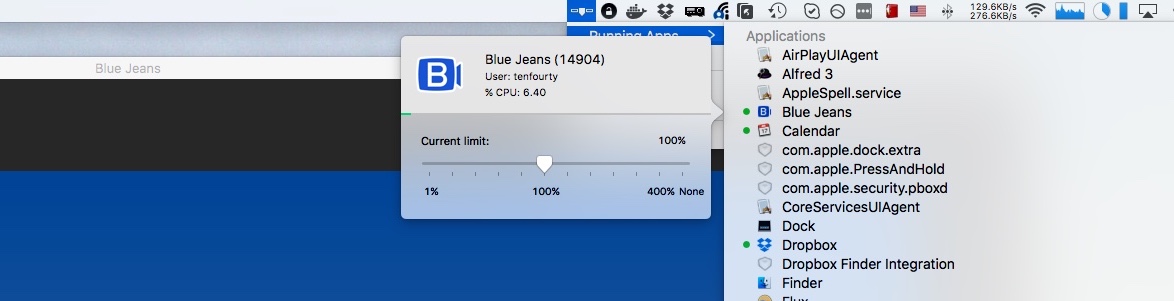 129.6KB/s
276.6KB/s
Running Apps
Blue Jeans
Blue Jeans (14904)
User: tenfourty
% CPU: 6.40
Current limit: 100%
1% 100% 400% None
Applications
AirPlayUIAgent
Alfred 3
AppleSpell.service
Blue Jeans
Calendar
com.apple.dock.extra
com.apple.PressAndHold
com.apple.security.pboxd
CoreServicesUIAgent
Dock
Dropbox
Dropbox Finder Integration
Finder
Flux